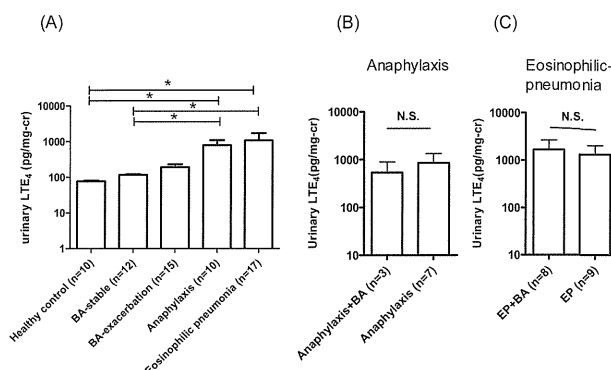 (A)
*
*
*
*
urinary LTE4 (pg/mg-cr)
10000
1000
100
10
1
Healthy control (n=10)
BA-stable (n=12)
BA-exacerbation (n=15)
Anaphylaxis (n=10)
Eosinophilic pneumonia (n=17)
(B)
Anaphylaxis
N.S.
Urinary LTE4(pg/mg-cr)
10000
1000
100
10
Anaphylaxis+BA (n=3)
Anaphylaxis (n=7)
(C)
Eosinophilic-
pneumonia
N.S.
Urinary LTE4(pg/mg-cr)
10000
1000
100
10
EP+BA (n=8)
EP (n=9)